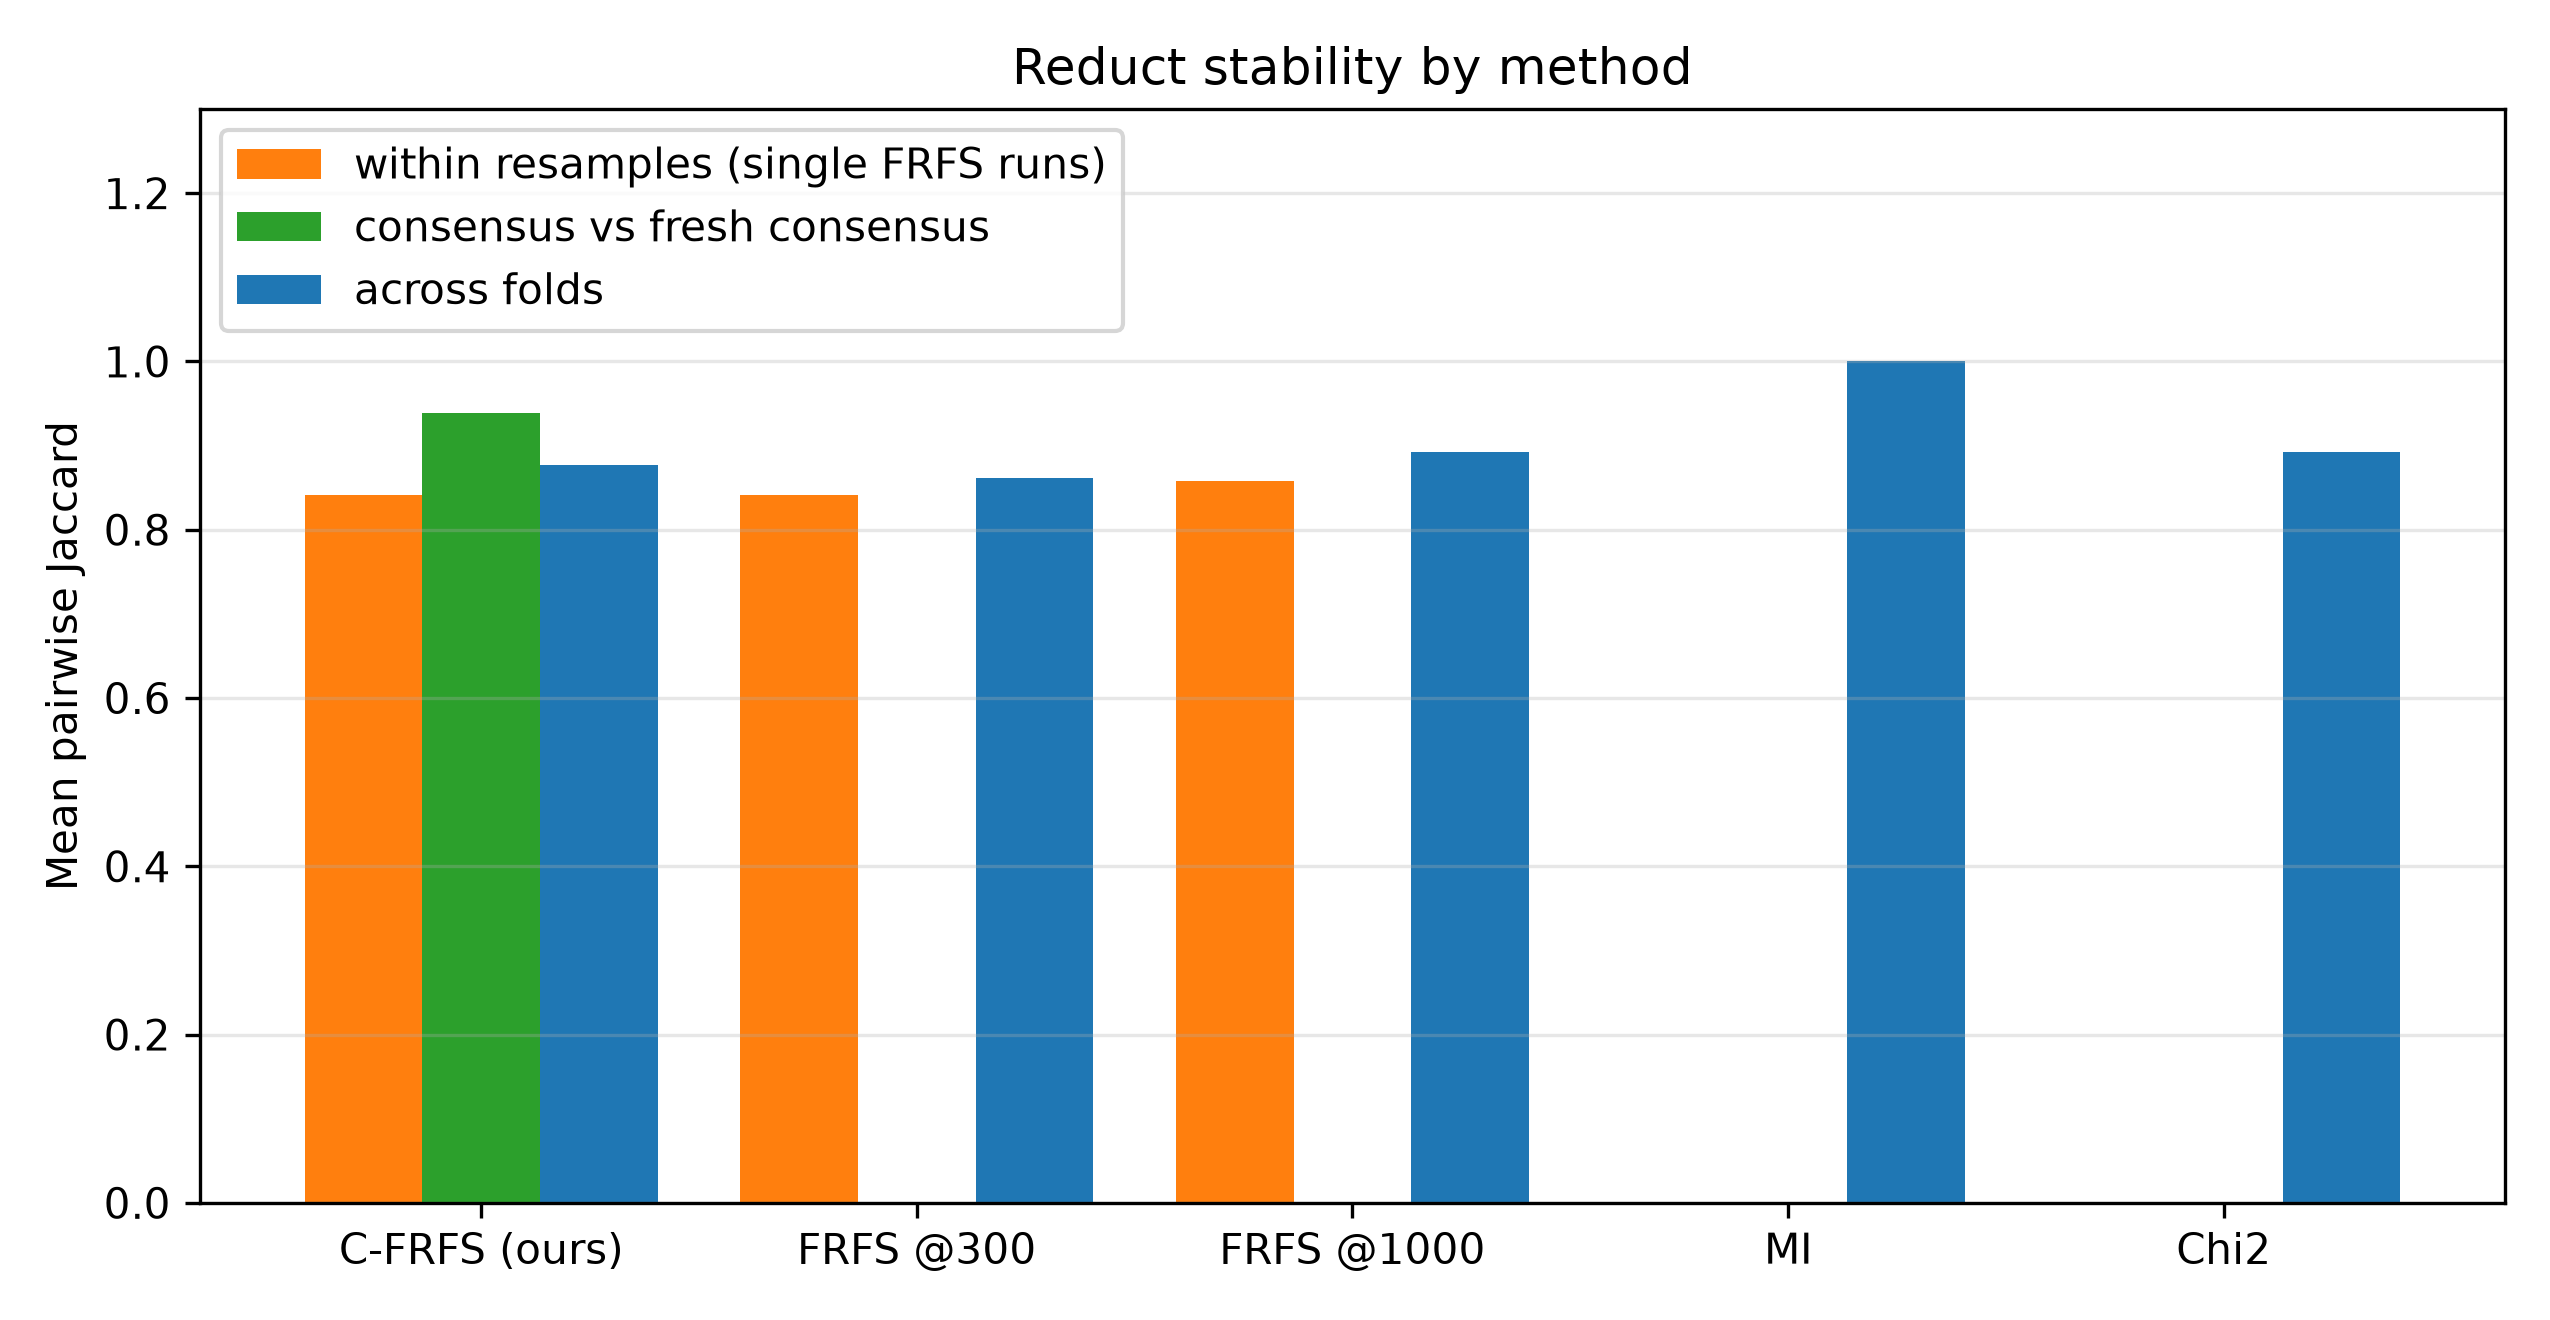 Reduct stability by method
within resamples (single FRFS runs)
consensus vs fresh consensus
across folds
Mean pairwise Jaccard
1.2
1.0
0.8
0.6
0.4
0.2
0.0
C-FRFS (ours) FRFS @300 FRFS @1000 MI Chi2